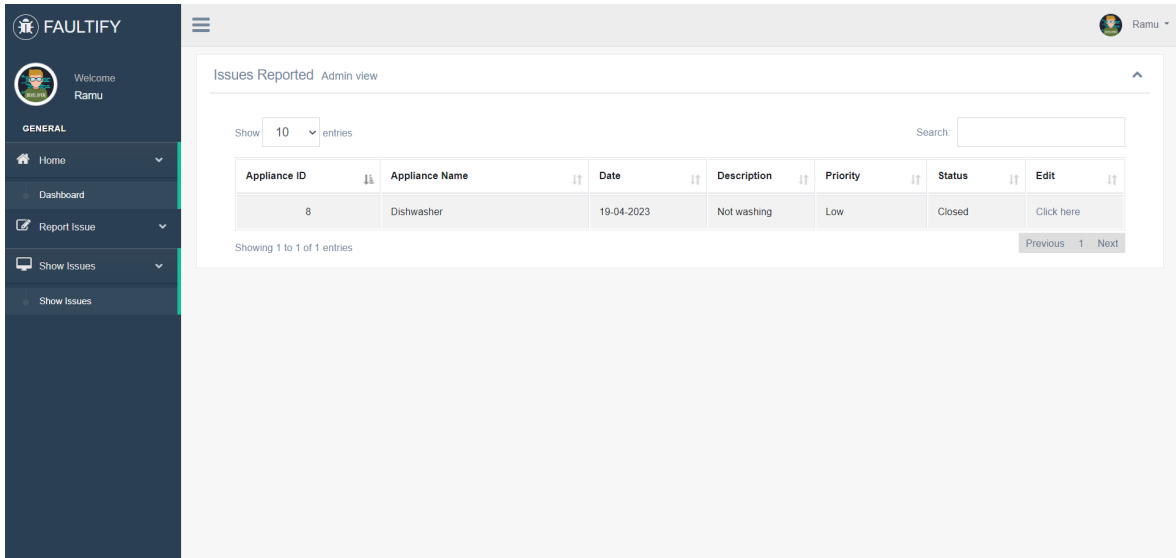 FAULTIFY
Ramu
Welcome
Ramu
GENERAL
Home
Dashboard
Report Issue
Show Issues
Show Issues
Issues Reported Admin view
Show 10 entries
Search:
Appliance ID Appliance Name Date Description Priority Status Edit
8 Dishwasher 19-04-2023 Not washing Low Closed Click here
Showing 1 to 1 of 1 entries
Previous 1 Next